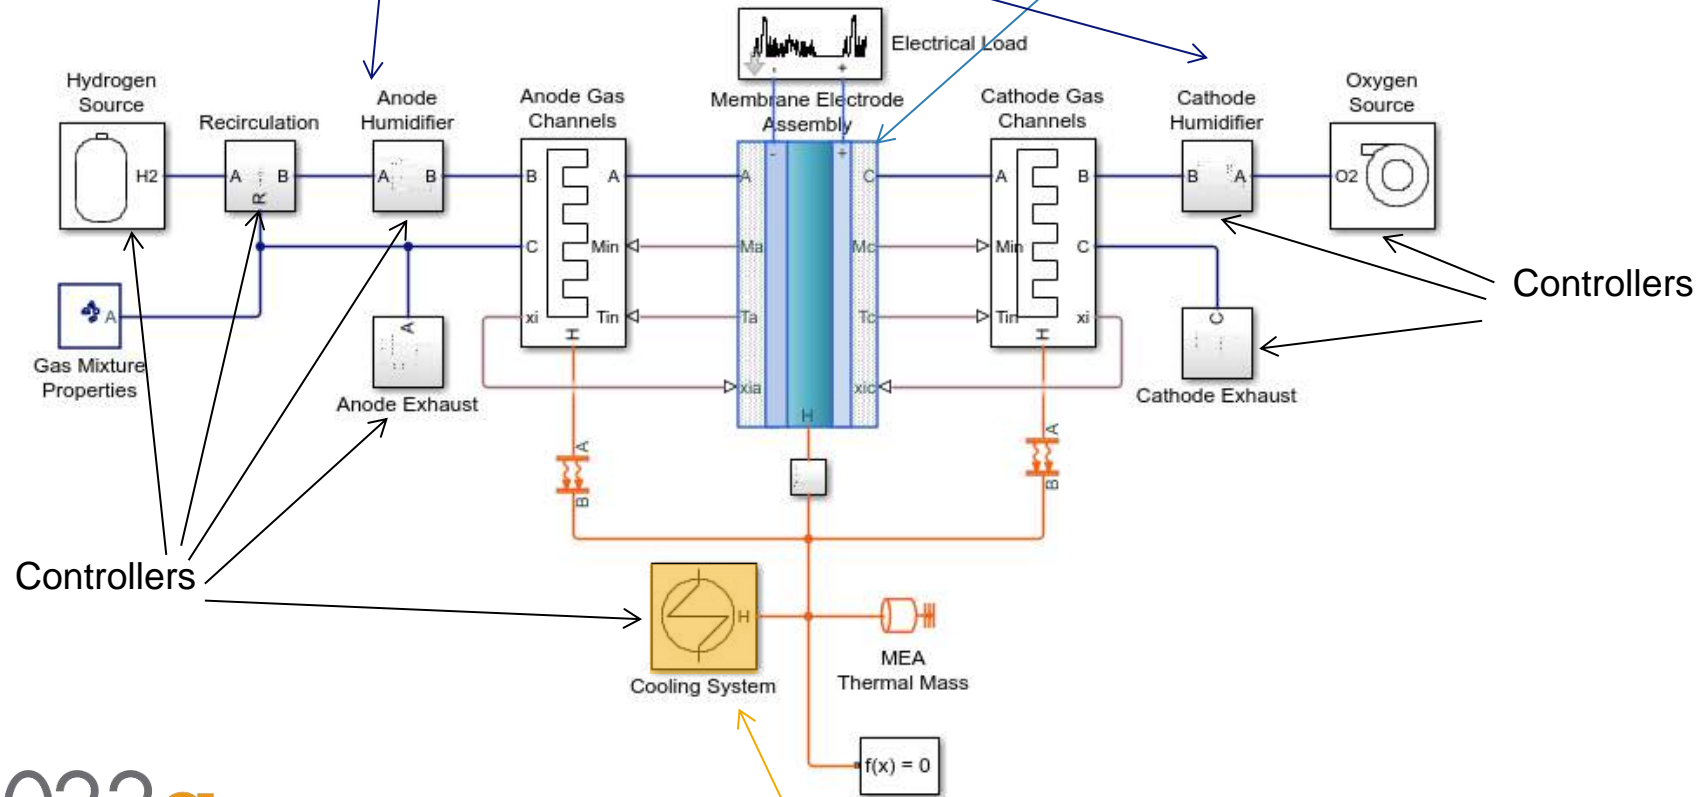 Electrical Load
- +
Hydrogen
Source
Recirculation
Anode
Humidifier
Anode Gas
Channels
Membrane Electrode
Assembly
Cathode Gas
Channels
Cathode
Humidifier
Oxygen
Source
H2
A B
R
A B
B A
- +
A C
A B
B A
O2
C Min
Ma Mc
Min C
A
xi Tin
Ta Tc
Tin xi
H
H
A
C
Gas Mixture
Properties
Anode Exhaust
xia xic
H
Cathode Exhaust
Controllers
A
B
A
B
Controllers
H
Cooling System
MEA
Thermal Mass
f(x) = 0